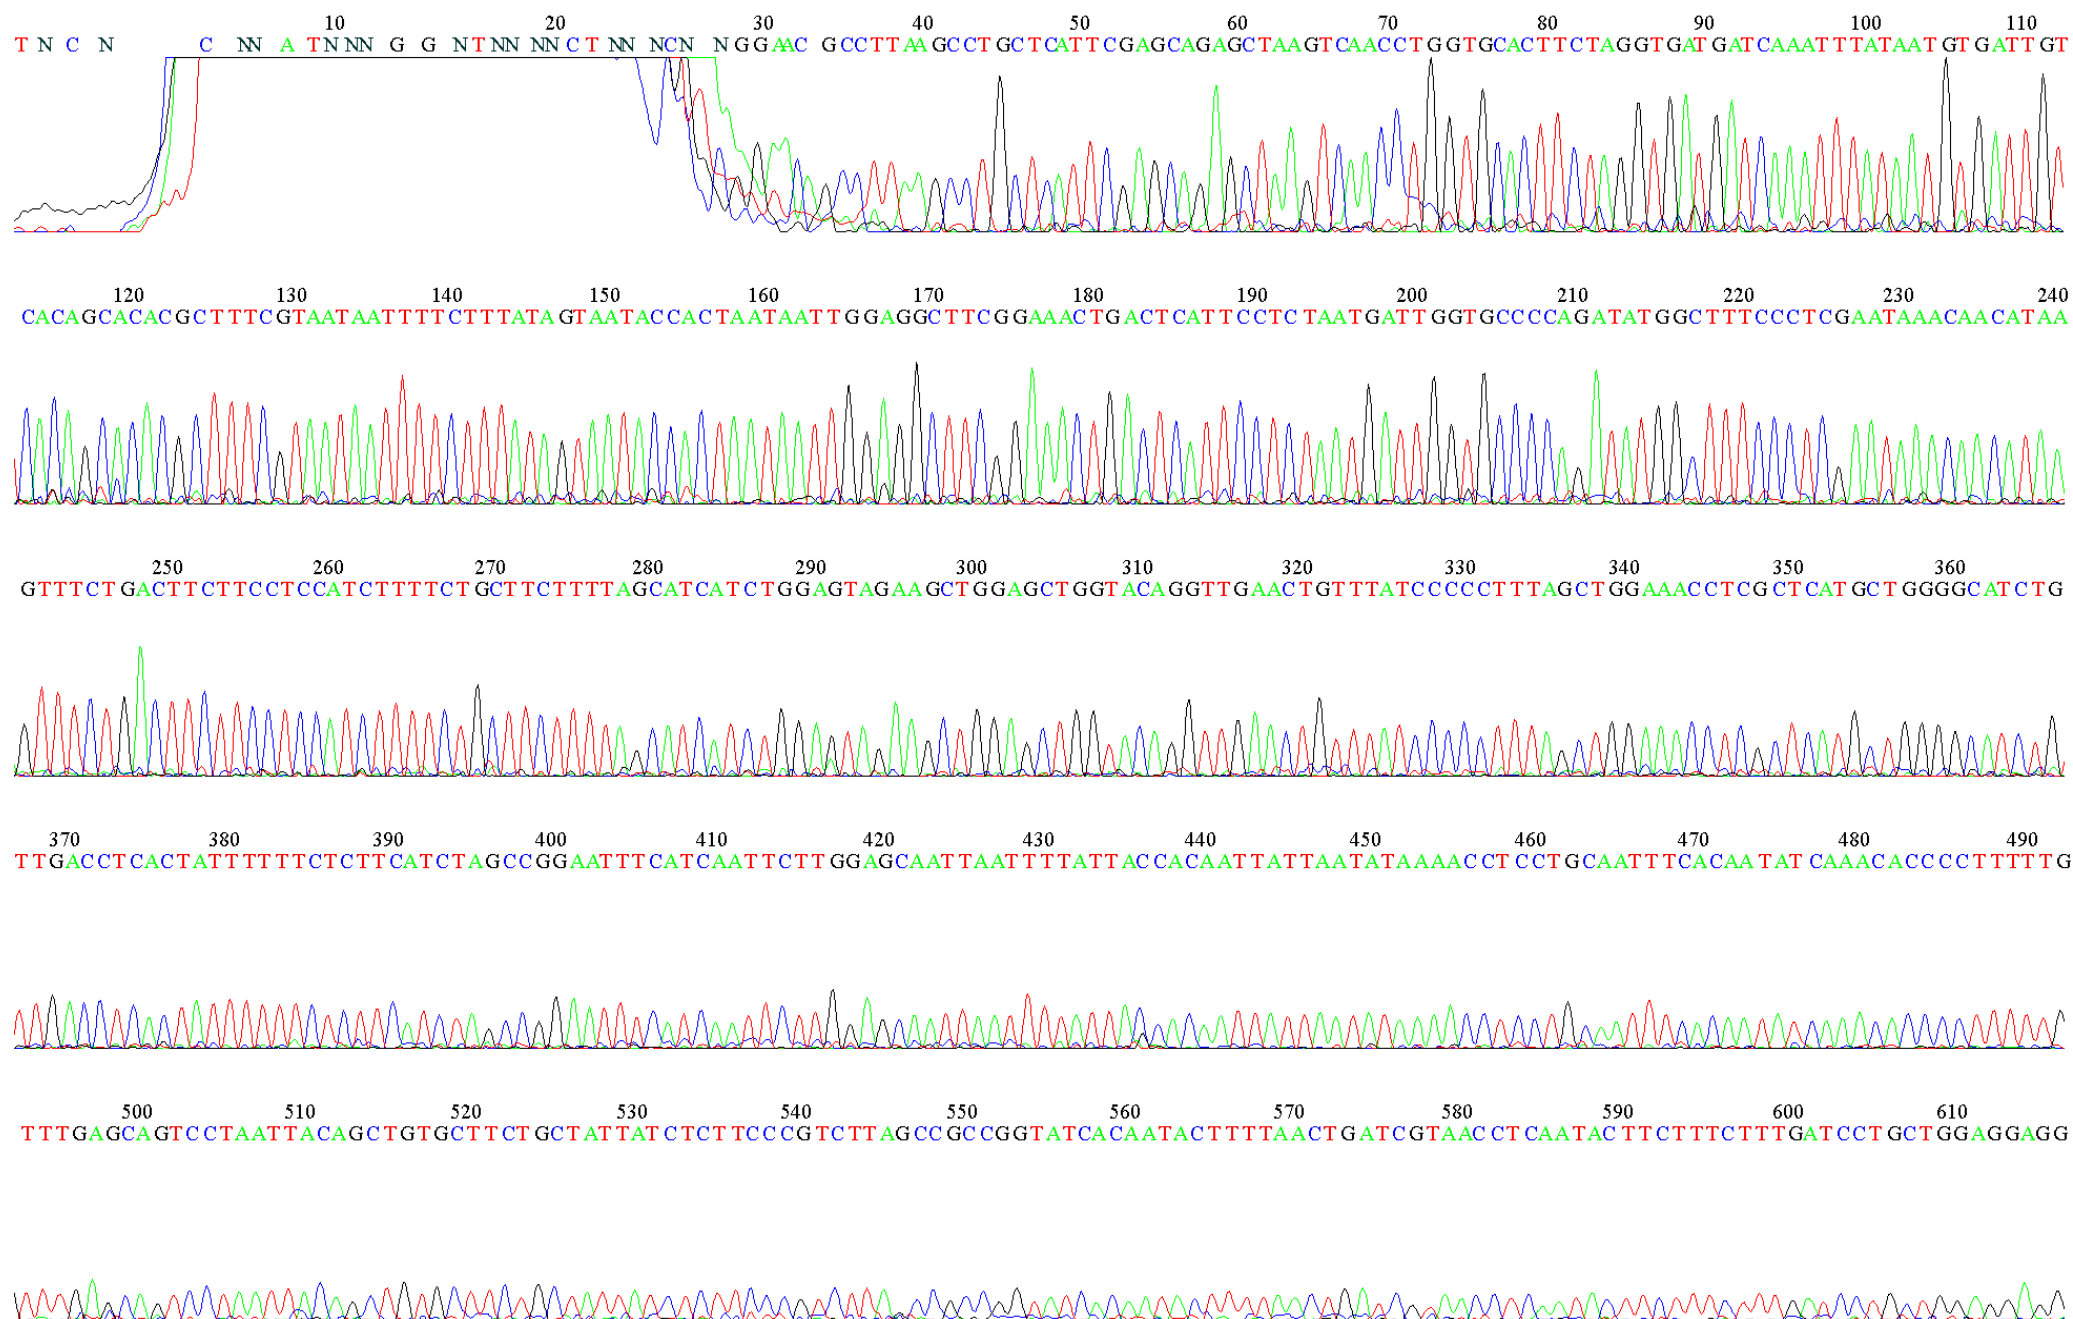 10 20 30 40 50 60 70 80 90 100 110
T N C N C NN A TNNN G G NTNN NNCT NN NCN NGGAAC GCCTTAAGCCTGCTCATTCGAGCAGAGCTAAGTCAACCTGGTGCACTTCTAGGTGATGATCAAATTTATAATGTGATTGT
120 130 140 150 160 170 180 190 200 210 220 230 240
CACAGCACACGCTTTCGTAATAATTTTCTTTATAGTAATACCACTAATAATTGGAGGCTTCGGAAACTGACTCATTCCTCTAATGATTGGTGCCCCAGATATGGCTTTCCCTCGAATAAACAACATAA
250 260 270 280 290 300 310 320 330 340 350 360
GTTTCTGACTTCTTCCTCCATCTTTTCTGCTTCTTTTAGCATCATCTGGAGTAGAAGCTGGAGCTGGTACAGGTTGAACTGTTTATCCCCCTTTAGCTGGAAACCTCGCTCATGCTGGGGCATCTG
370 380 390 400 410 420 430 440 450 460 470 480 490
TTGACCTCACTATTTTTTCTCTTCATCTAGCCGGAATTTCATCAATTCTTGGAGCAATTAATTTTATTACCACAATTATTAATATAAAACCTCCTGCAATTTCACAATATCAAACACCCCTTTTTG
500 510 520 530 540 550 560 570 580 590 600 610
TTTGAGCAGTCCTAATTACAGCTGTGCTTCTGCTATTATCTCTTCCCGTCTTAGCCGCCGGTATCACAATACTTTTAACTGATCGTAACCTCAATACTTCTTTCTTTGATCCTGCTGGAGGAGG